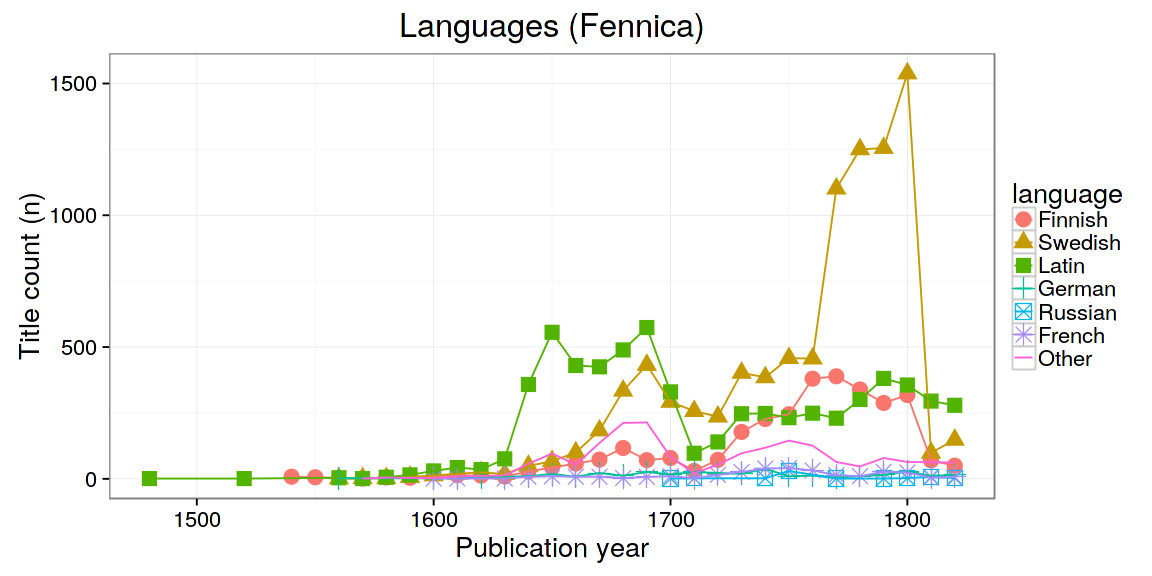 Languages (Fennica)
Title count (n)
1500
1000
500
0
1500
1600
1700
1800
Publication year
language
Finnish
Swedish
Latin
German
Russian
French
Other